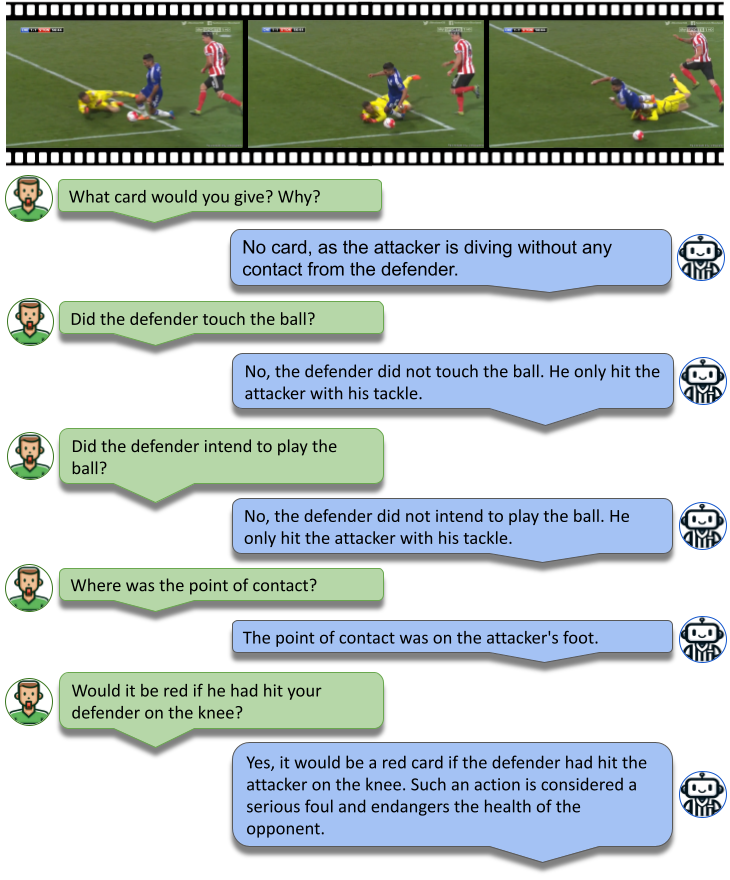 What card would you give? Why?
No card, as the attacker is diving without any
contact from the defender.
Did the defender touch the ball?
No, the defender did not touch the ball. He only hit the
attacker with his tackle.
Did the defender intend to play the
ball?
No, the defender did not intend to play the ball. He
only hit the attacker with his tackle.
Where was the point of contact?
The point of contact was on the attacker's foot.
Would it be red if he had hit your
defender on the knee?
Yes, it would be a red card if the defender had hit the
attacker on the knee. Such an action is considered a
serious foul and endangers the health of the
opponent.